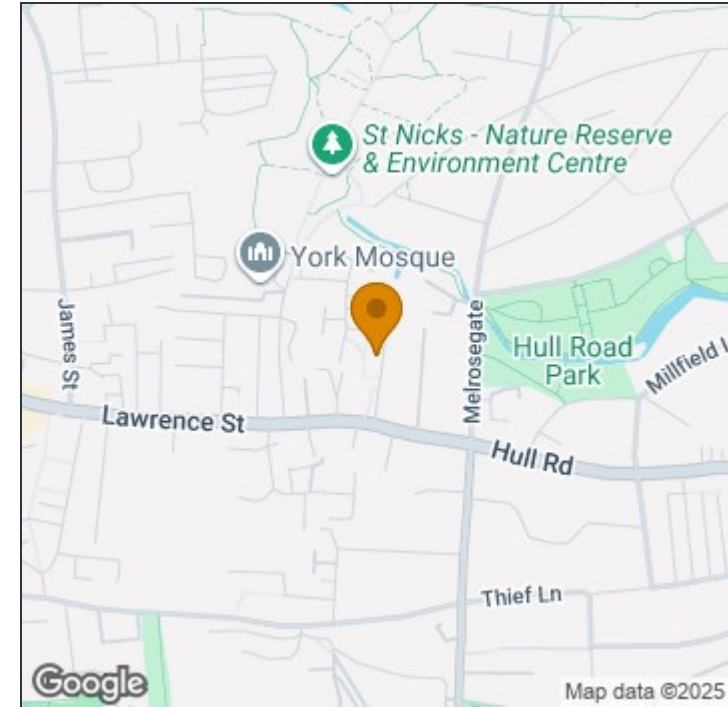 St Nicks - Nature Reserve
& Environment Centre
York Mosque
James St
Melrosegate
Hull Road
Park
Millfield L
Lawrence St
Hull Rd
Thief Ln
Google
Map data ©2025